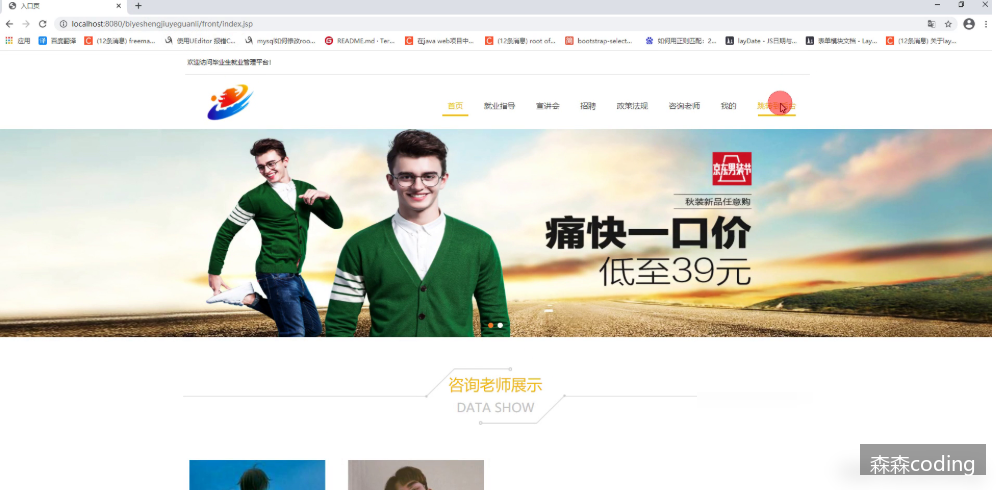 入口页
localhost:8080/biyeshengjiuyeguanli/front/index.jsp
应用 百度翻译 (12条消息) freema... 使用UEditor 报错C... mysql如何修改roo... README.md · Ter... 在java web项目中... (12条消息) root of... bootstrap-select... 如何用正则匹配: 2... layDate - JS日期与... 表单模块文档 - Lay... (12条消息) 关于lay...
欢迎访问毕业生就业管理平台!
首页 就业指导 宣讲会 招聘 政策法规 咨询老师 我的
京东男装节
秋装新品任意购
痛快一口价
低至39元
咨询老师展示
DATA SHOW
森森coding